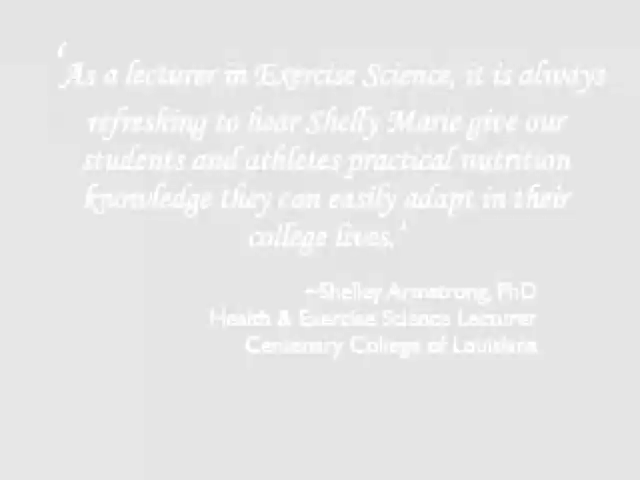 ‘As a lecturer in Exercise Science, it is always
refreshing to hear Shelly Marie give our
students and athletes practical nutrition
knowledge they can easily adapt in their
college lives.’
~Shelley Armstrong, PhD
Health & Exercise Science Lecturer
Centenary College of Louisiana